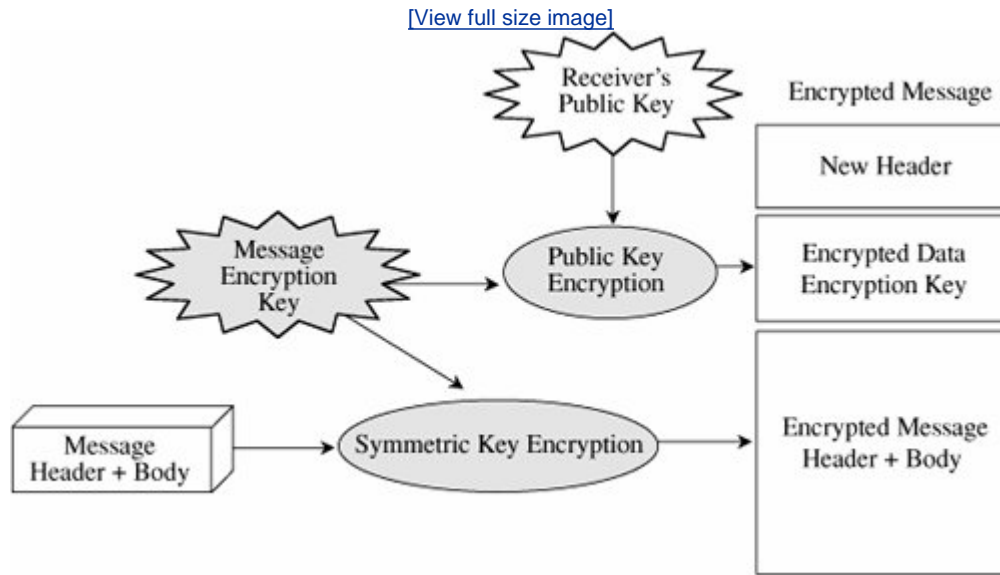 [View full size image]
Receiver's
Public Key
Encrypted Message
New Header
Message
Encryption
Key
Public Key
Encryption
Encrypted Data
Encryption Key
Message
Header + Body
Symmetric Key Encryption
Encrypted Message
Header + Body